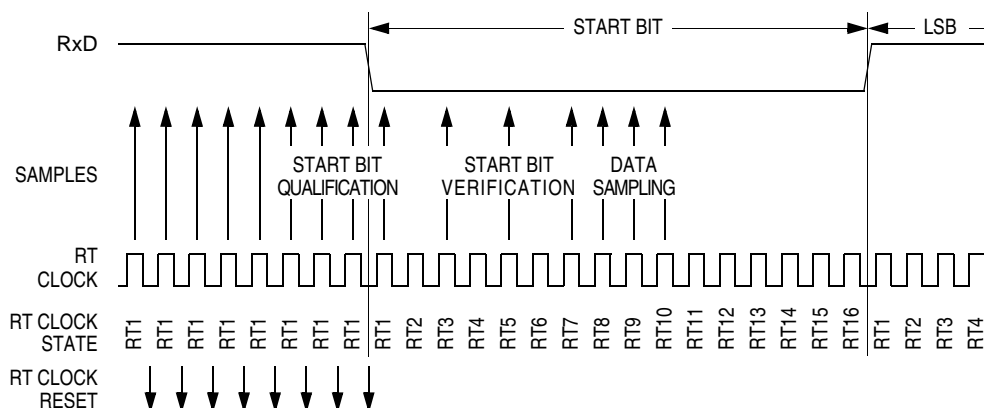 START BIT
LSB
RxD
SAMPLES
START BIT
QUALIFICATION
START BIT
VERIFICATION
DATA
SAMPLING
RT
CLOCK
RT CLOCK
STATE
RT1 RT1 RT1 RT1 RT1 RT1 RT1 RT1 RT1 RT2 RT3 RT4 RT5 RT6 RT7 RT8 RT9 RT10 RT11 RT12 RT13 RT14 RT15 RT16 RT1 RT2 RT3 RT4
RT CLOCK
RESET